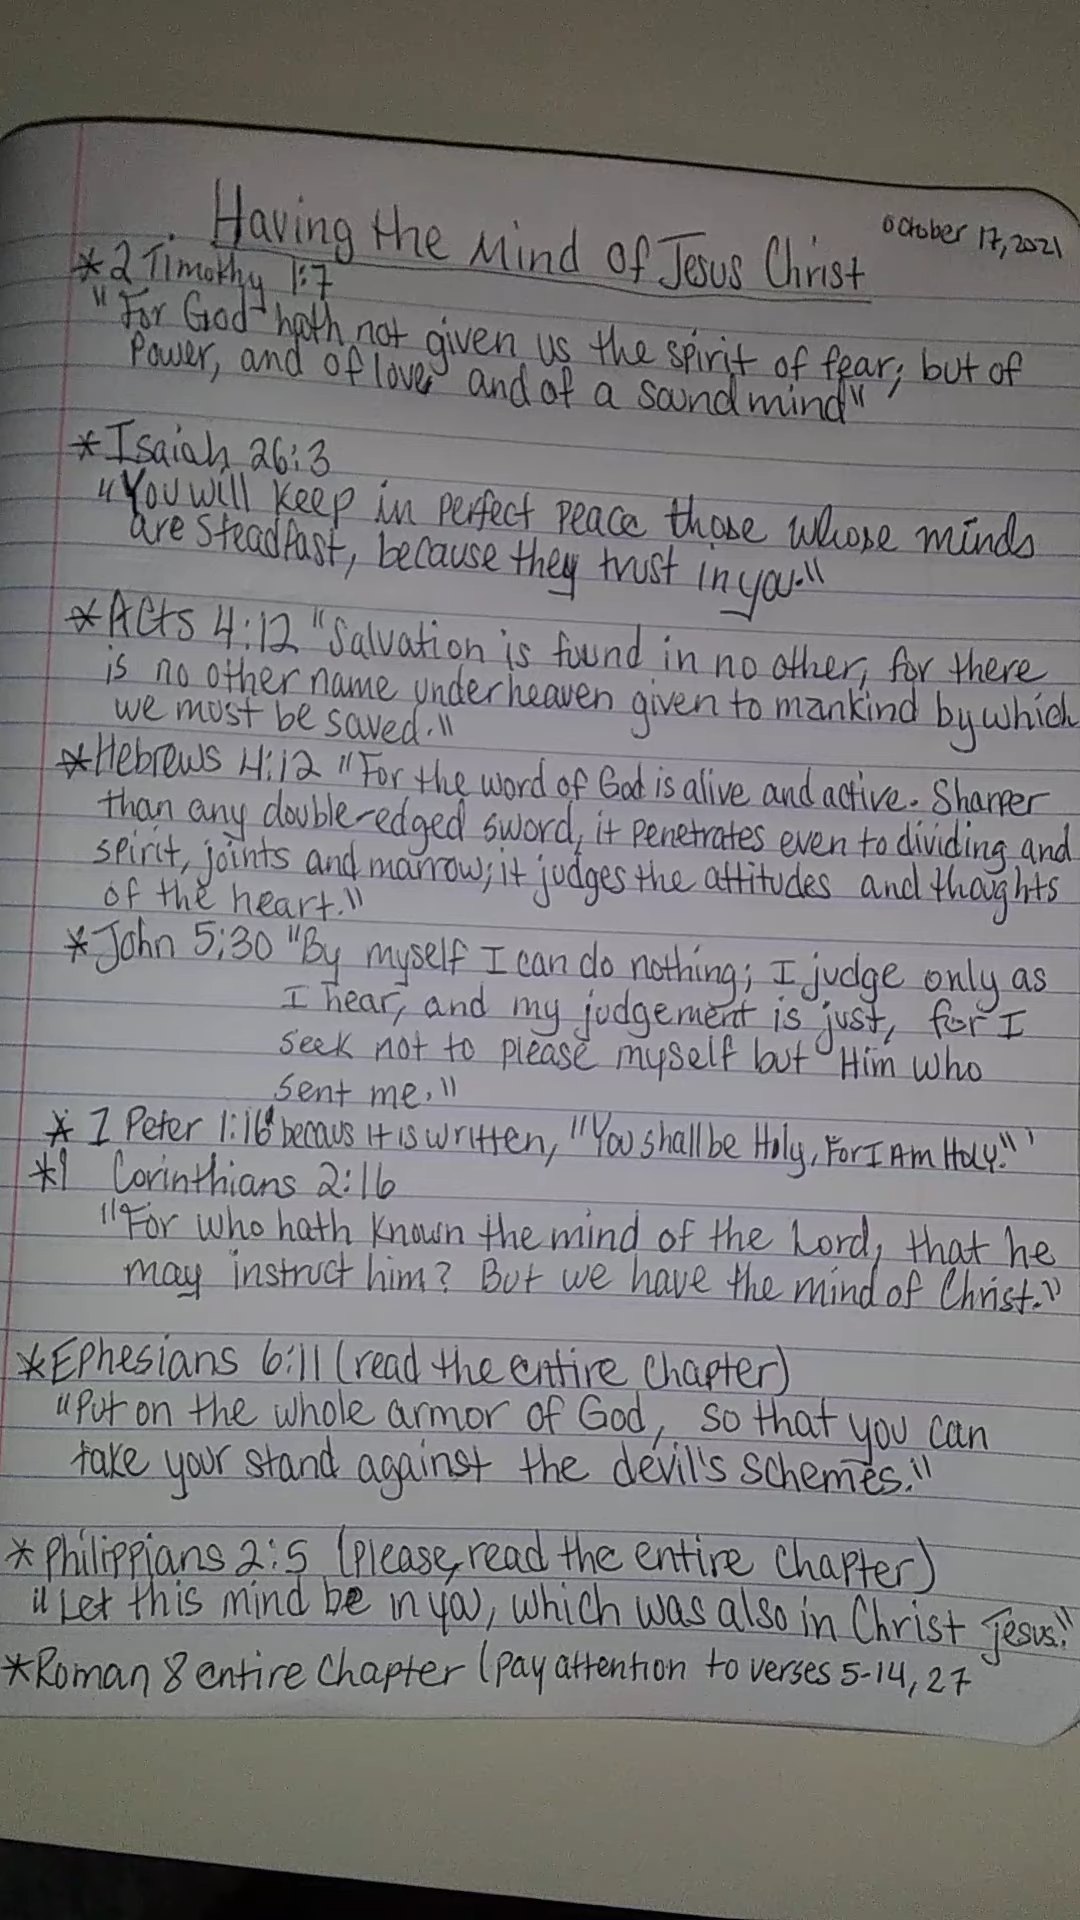 October 17, 2021
Having the Mind of Jesus Christ
*2 Timothy 1:7
"For God hath not given us the spirit of fear; but of
Power, and of love, and of a sound mind"
*Isaiah 26:3
"You will keep in perfect peace those whose minds
are steadfast, because they trust in you."
*Acts 4:12 "Salvation is found in no other, for there
is no other name under heaven given to mankind by which
we must be saved."
*Hebrews 4:12 "For the word of God is alive and active. Sharper
than any double-edged sword, it penetrates even to dividing and
spirit, joints and marrow; it judges the attitudes and thoughts
of the heart."
*John 5:30 "By myself I can do nothing; I judge only as
I hear, and my judgement is just, for I
seek not to please myself but Him who
sent me."
* I Peter 1:16 "becaus it is written, "You shall be Holy, For I Am Holy."'
*1 Corinthians 2:16
"For who hath known the mind of the Lord, that he
may instruct him? But we have the mind of Christ."
*Ephesians 6:11 (read the entire chapter)
"Put on the whole armor of God, so that you can
take your stand against the devil's schemes."
*Philippians 2:5 (please, read the entire chapter)
"Let this mind be in you, which was also in Christ Jesus."
*Roman 8 entire Chapter (pay attention to verses 5-14, 27